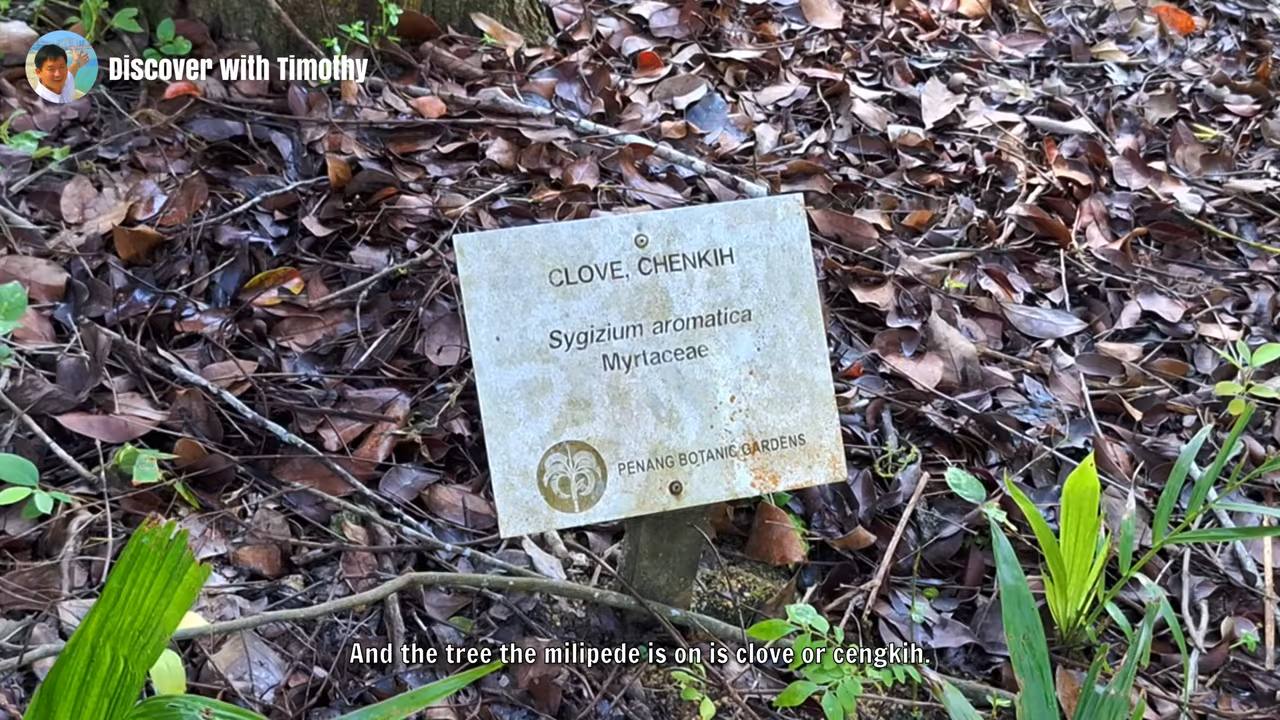 Discover with Timothy
CLOVE, CHENKIH
Sygizium aromatica
Myrtaceae
PENANG BOTANIC GARDENS
And the tree the milipede is on is clove or cengkih.